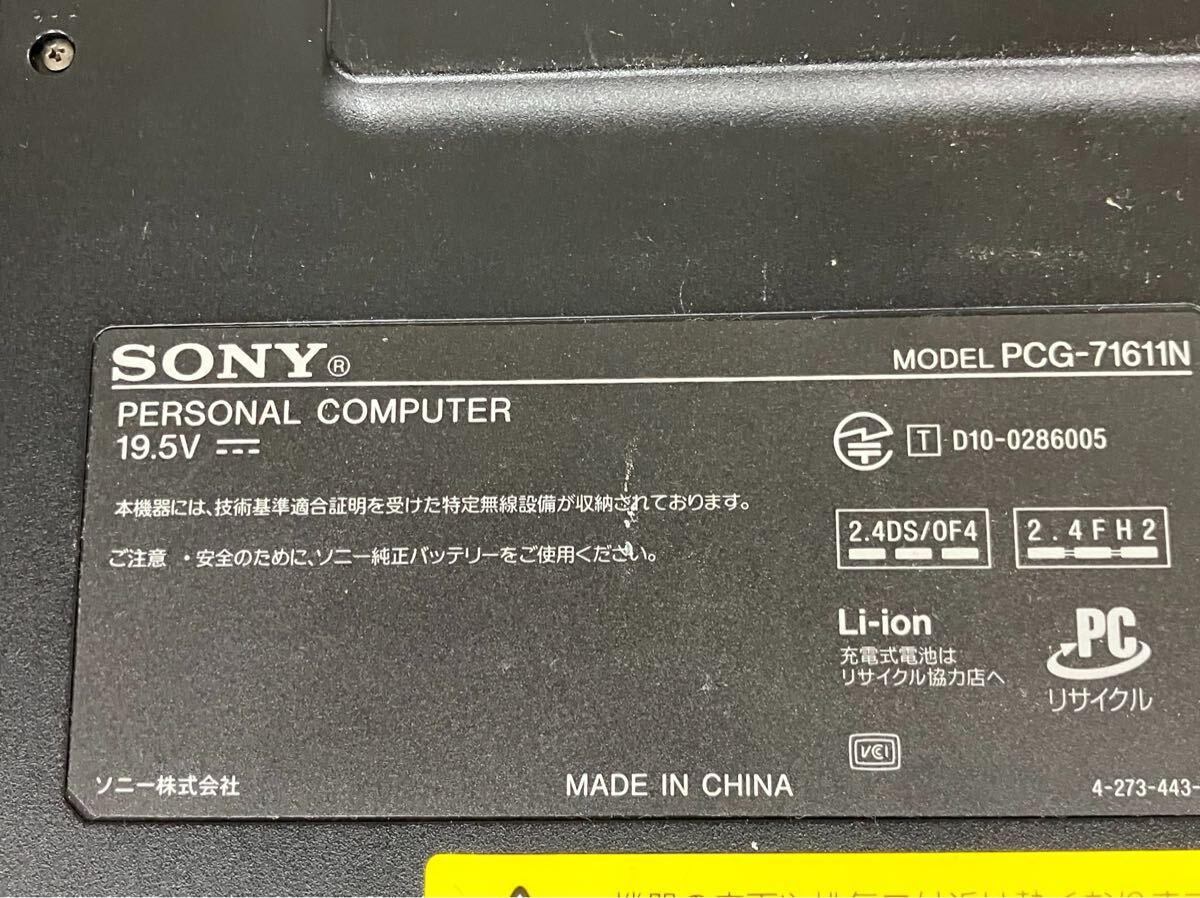 SONY®
MODEL PCG-71611N
PERSONAL COMPUTER
19.5V
T D10-0286005
本機器には、技術基準適合証明を受けた特定無線設備が収納されております。
2.4DS/OF4
2.4FH2
ご注意 ・安全のために、ソニー純正バッテリーをご使用ください。
Li-ion
充電式電池は
リサイクル協力店へ
PC
リサイクル
VCI
ソニー株式会社
MADE IN CHINA
4-273-443-